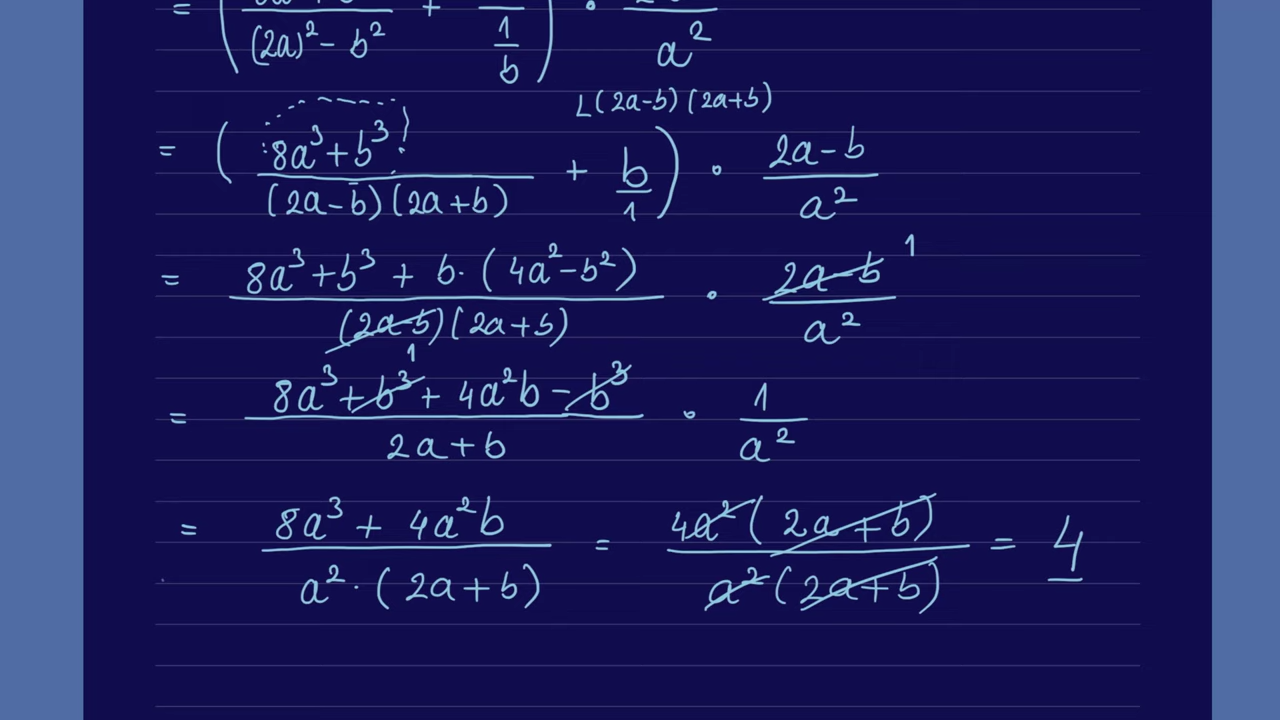 = ( / ((2a)² - b²) + / (1/b) ) · / a²
L(2a-b)(2a+b)
= ( (8a³+b³) / ((2a-b)(2a+b)) + b/1 ) · (2a-b) / a²
= (8a³+b³ + b·(4a²-b²)) / ((2a-b)(2a+b)) · (2a-b) / a² 1
1
= (8a³+b³+4a²b-b³) / (2a+b) · 1 / a²
= (8a³+4a²b) / (a²·(2a+b)) = 4a²(2a+b) / a²(2a+b) = 4